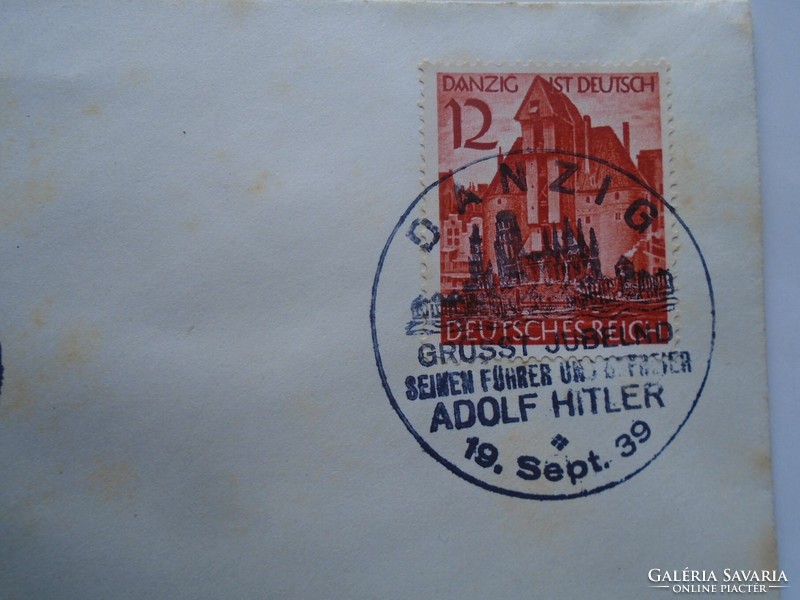 DANZIG IST DEUTSCH
12
DANZIG
DEUTSCHES REICH
GRÜSST JUBELND
SEINEN FÜHRER UND BEFREIER
ADOLF HITLER
19. Sept. 39
GALÉRIA SAVARIA
ONLINE PIACTÉR